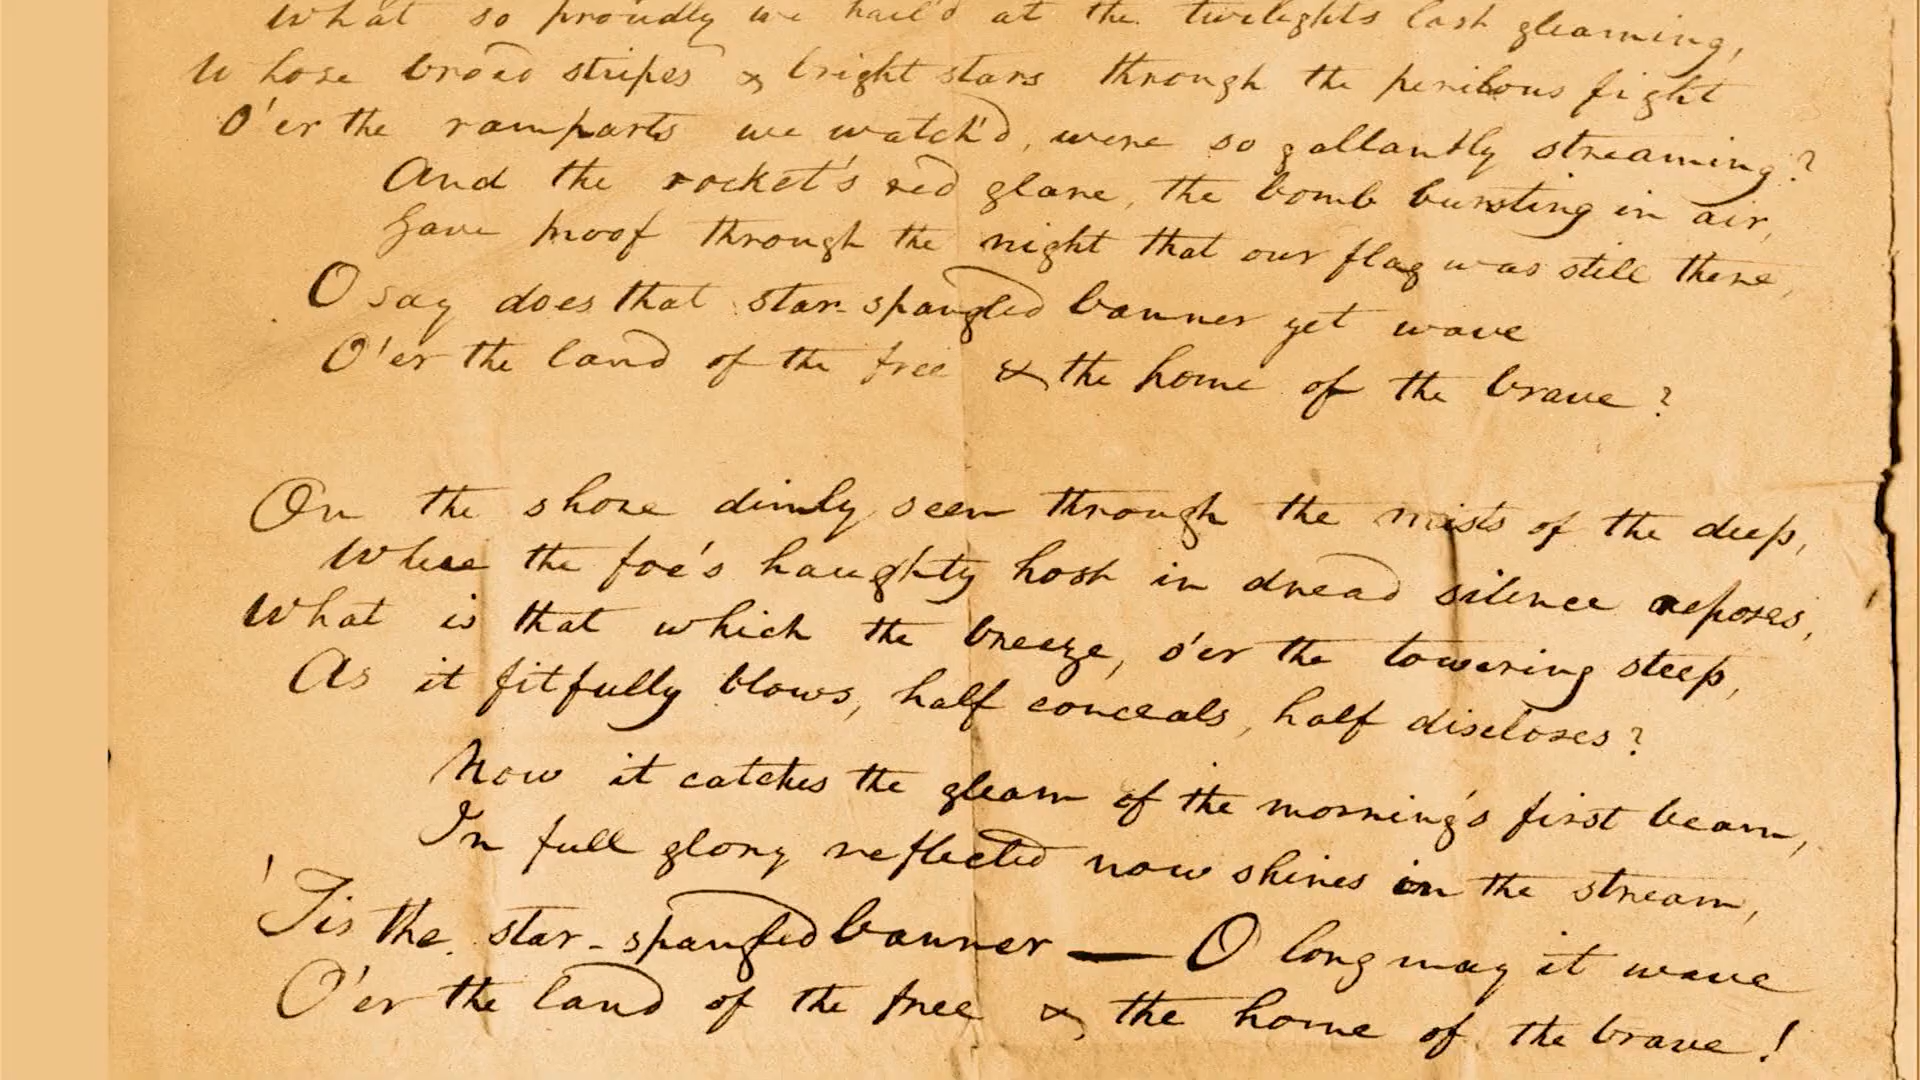 What so proudly we hail'd at the twilight's last gleaming,
Whose broad stripes & bright stars through the perilous fight
O'er the ramparts we watch'd, were so gallantly streaming?
And the rocket's red glare, the bomb bursting in air,
Gave proof through the night that our flag was still there,
O say does that star-spangled banner yet wave
O'er the land of the free & the home of the brave?
On the shore dimly seen through the mists of the deep,
Where the foe's haughty host in dread silence reposes,
What is that which the breeze, o'er the towering steep,
As it fitfully blows, half conceals, half discloses?
Now it catches the gleam of the morning's first beam,
In full glory reflected now shines in the stream,
'Tis the star-spangled banner — O long may it wave
O'er the land of the free & the home of the brave!